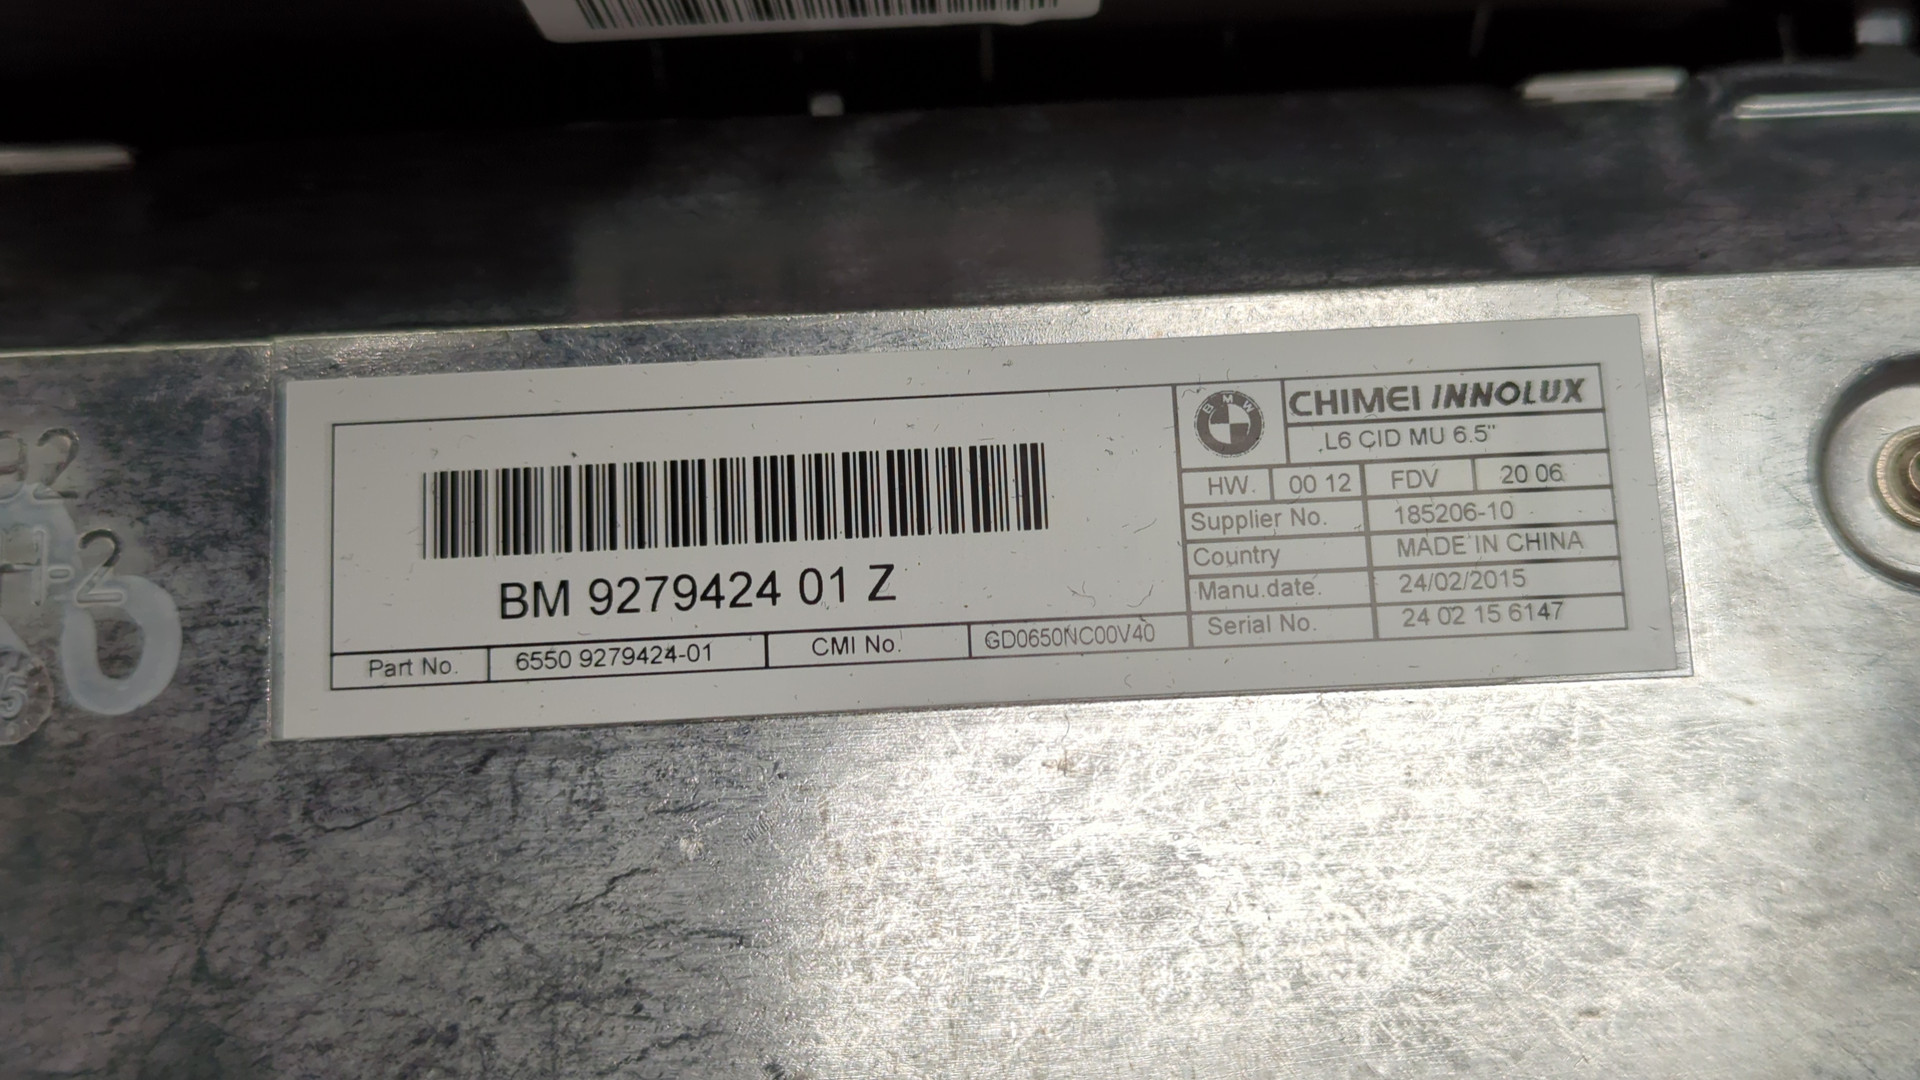 BMW
CHIMEI INNOLUX
L6 CID MU 6.5"
HW. 00 12 FDV 20 06
Supplier No. 185206-10
Country MADE IN CHINA
Manu.date. 24/02/2015
Serial No. 24 02 15 6147
BM 9279424 01 Z
Part No. 6550 9279424-01 CMI No. GD0650NC00V40